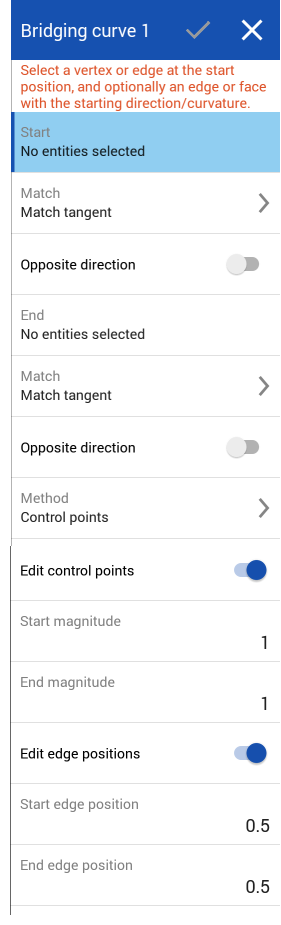 Bridging curve 1
Select a vertex or edge at the start
position, and optionally an edge or face
with the starting direction/curvature.
Start
No entities selected
Match
Match tangent
Opposite direction
End
No entities selected
Match
Match tangent
Opposite direction
Method
Control points
Edit control points
Start magnitude
1
End magnitude
1
Edit edge positions
Start edge position
0.5
End edge position
0.5